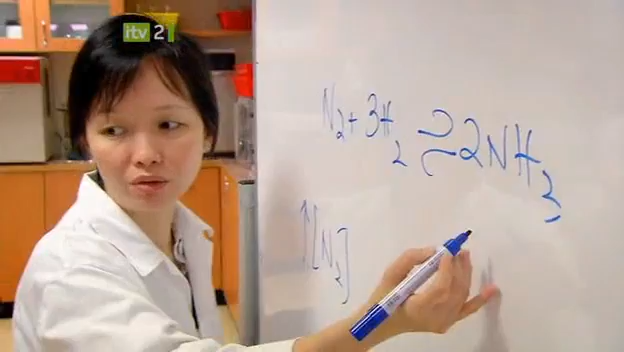 itv 2
N₂ + 3H₂ ⇌ 2NH₃
↑[N₂]